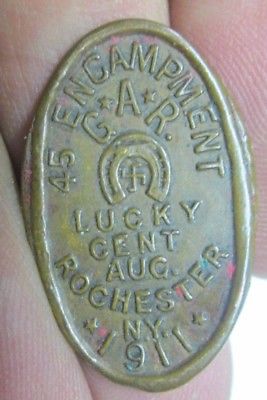 45 ENCAMPMENT
G.★A★R.
LUCKY
CENT
AUG.
ROCHESTER
N.Y.
★1911★